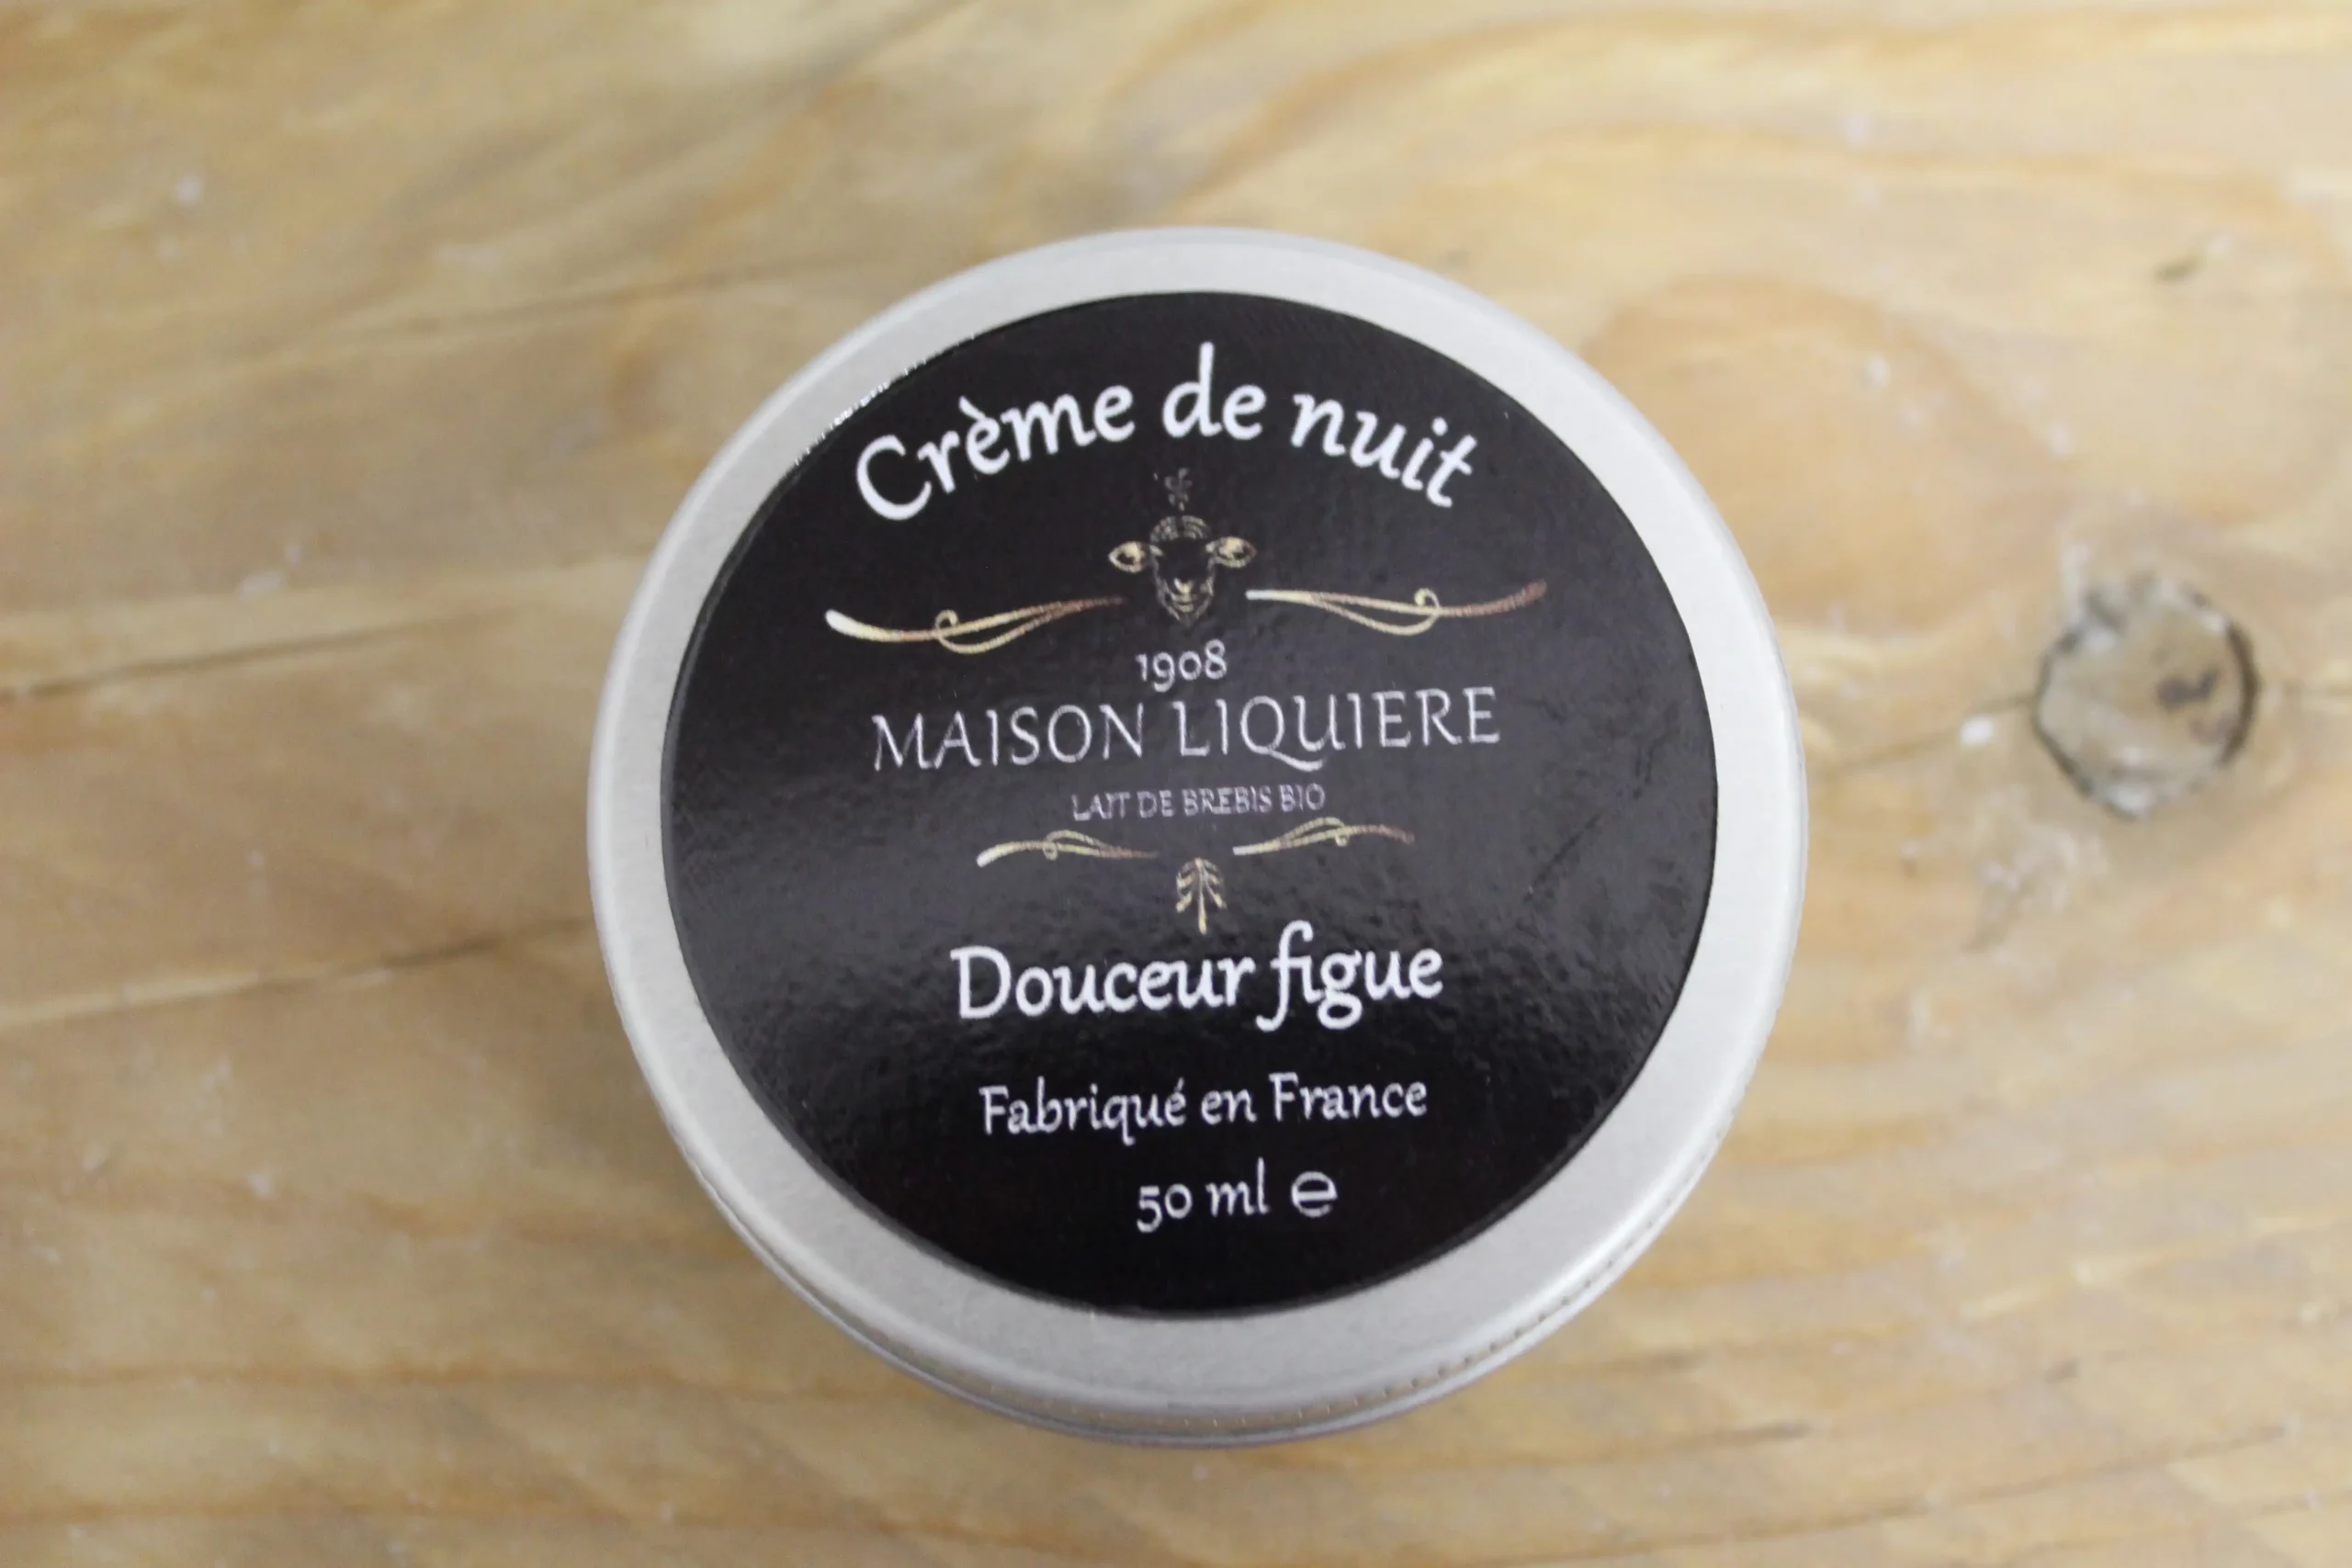 Crème de nuit
1908
MAISON LIQUIERE
LAIT DE BREBIS BIO
Douceur figue
Fabriqué en France
50 ml ℮